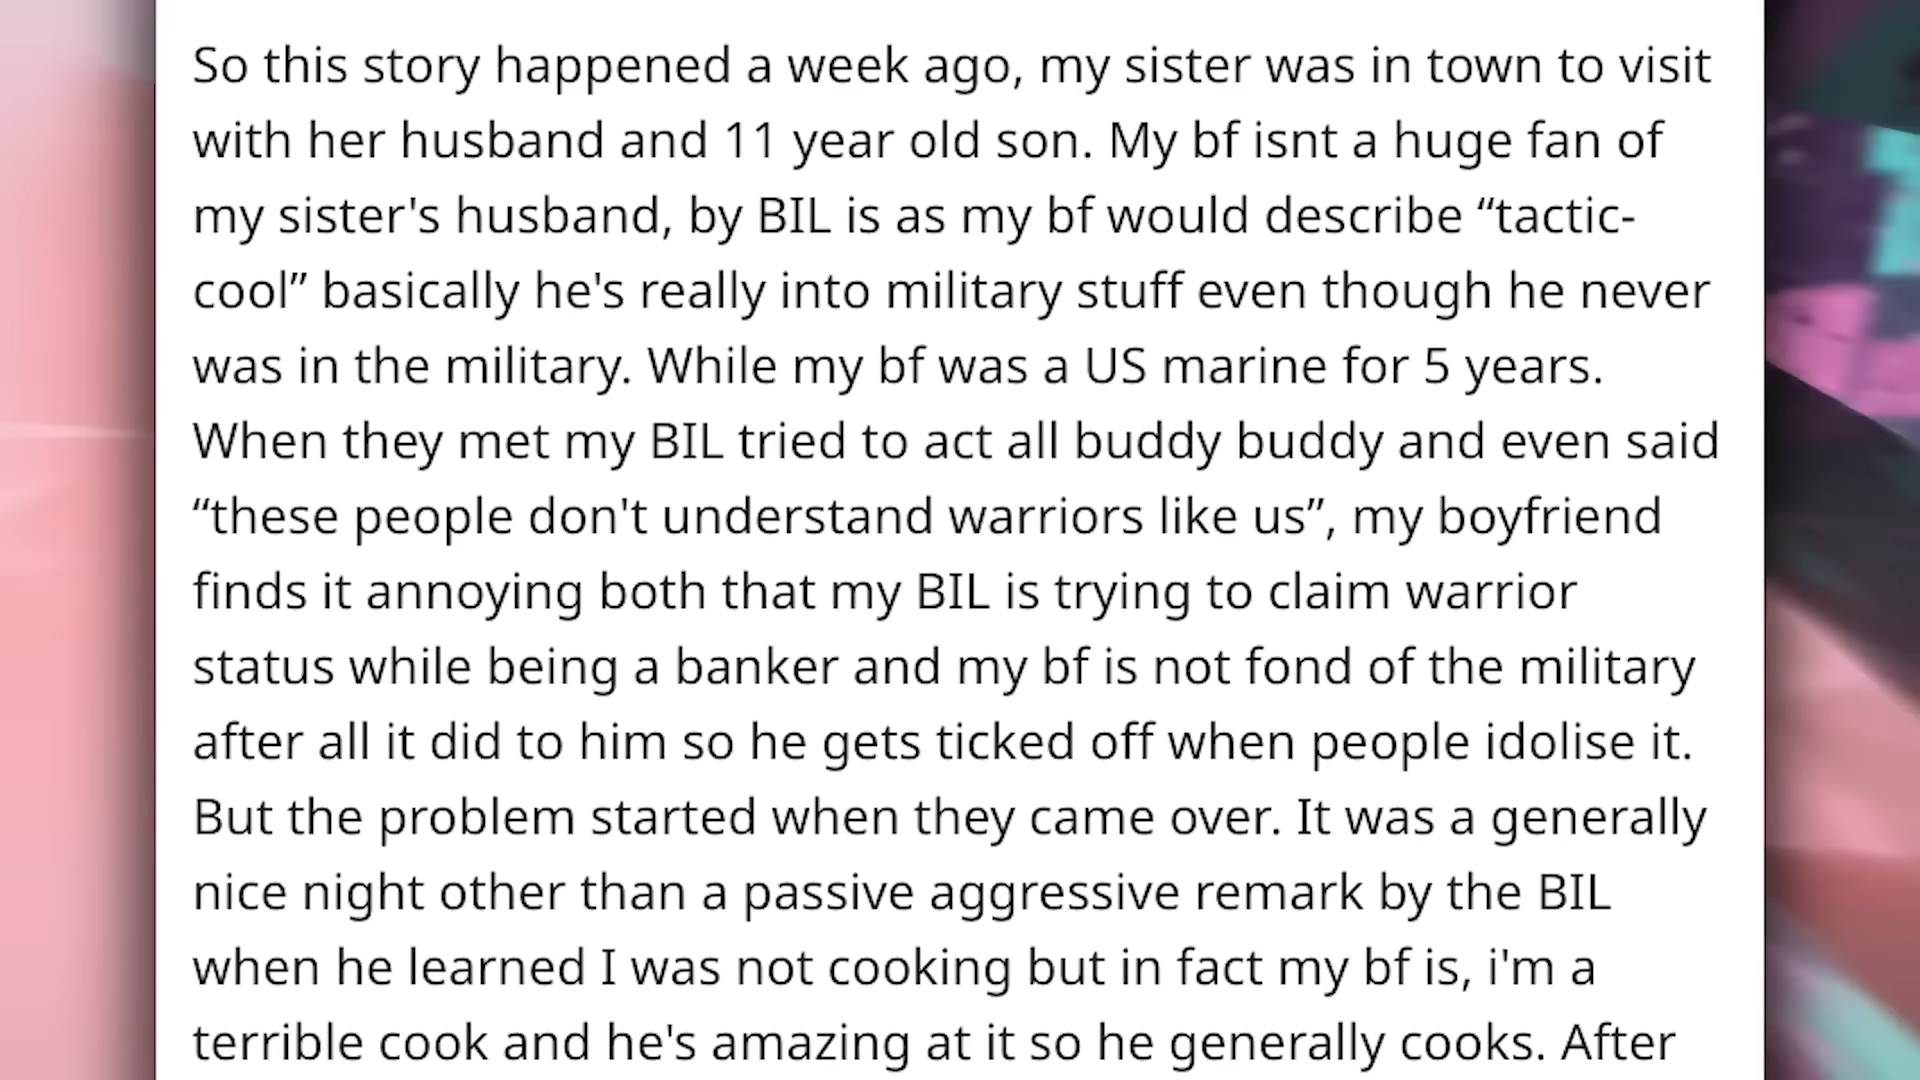 So this story happened a week ago, my sister was in town to visit
with her husband and 11 year old son. My bf isnt a huge fan of
my sister's husband, by BIL is as my bf would describe “tactic-
cool” basically he's really into military stuff even though he never
was in the military. While my bf was a US marine for 5 years.
When they met my BIL tried to act all buddy buddy and even said
“these people don't understand warriors like us”, my boyfriend
finds it annoying both that my BIL is trying to claim warrior
status while being a banker and my bf is not fond of the military
after all it did to him so he gets ticked off when people idolise it.
But the problem started when they came over. It was a generally
nice night other than a passive aggressive remark by the BIL
when he learned I was not cooking but in fact my bf is, i'm a
terrible cook and he's amazing at it so he generally cooks. After